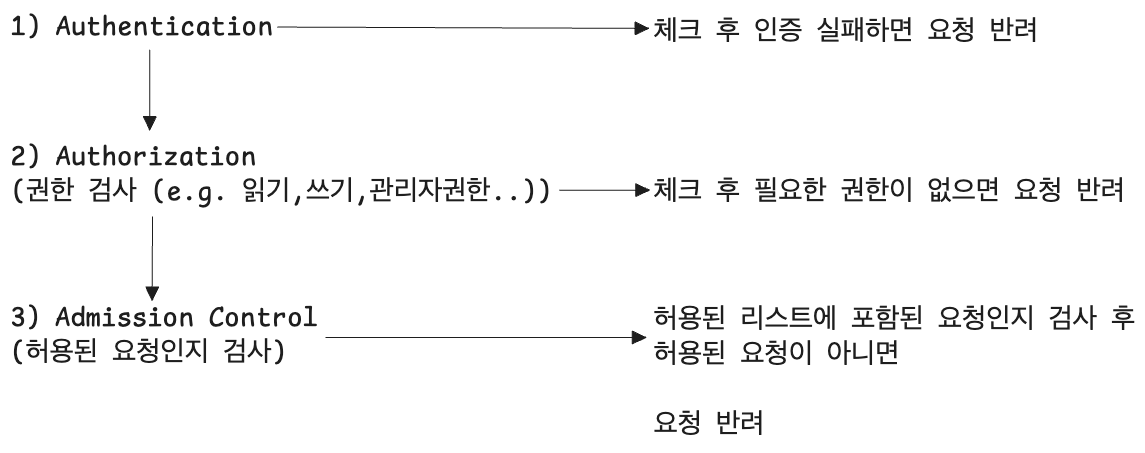 1) Authentication
체크 후 인증 실패하면 요청 반려
2) Authorization
(권한 검사 (e.g. 읽기,쓰기,관리자권한..))
체크 후 필요한 권한이 없으면 요청 반려
3) Admission Control
(허용된 요청인지 검사)
허용된 리스트에 포함된 요청인지 검사 후
허용된 요청이 아니면
요청 반려